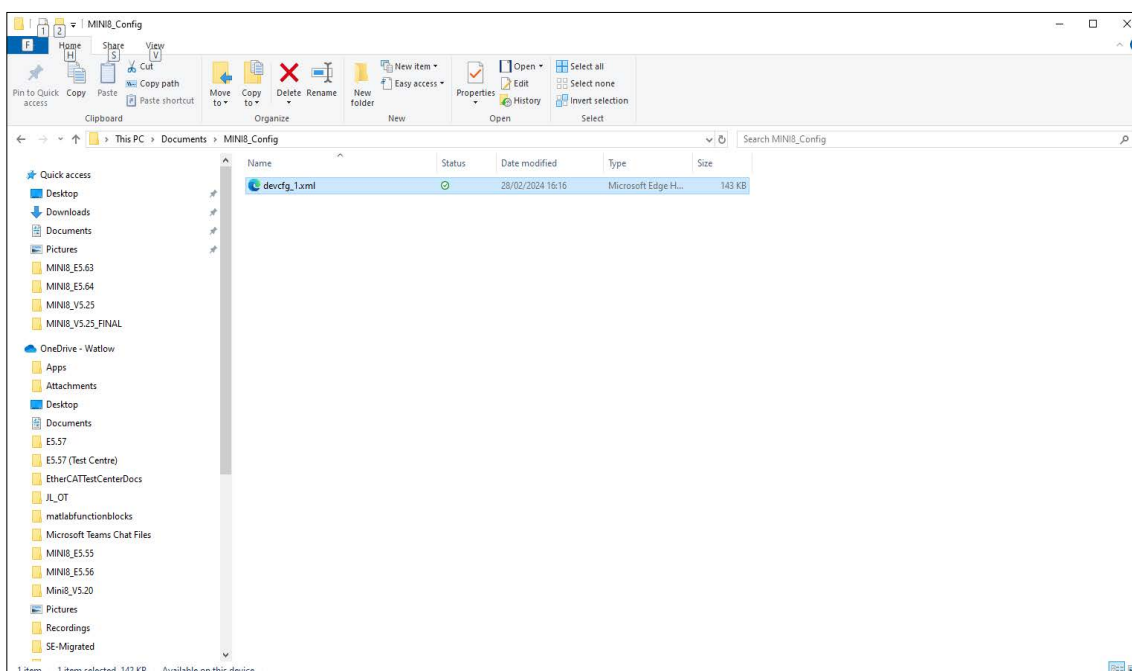 MINI8_Config
1 2
F Home Share View
H S V
Pin to Quick access
Copy
Paste
Cut
Copy path
Paste shortcut
Clipboard
Move to
Copy to
Delete
Rename
Organize
New folder
New item
Easy access
New
Properties
Open
Edit
History
Open
Select all
Select none
Invert selection
Select
This PC > Documents > MINI8_Config
Search MINI8_Config
Name Status Date modified Type Size
devcfg_1.xml 28/02/2024 16:16 Microsoft Edge H... 143 KB
Quick access
Desktop
Downloads
Documents
Pictures
MINI8_E5.63
MINI8_E5.64
MINI8_V5.25
MINI8_V5.25_FINAL
OneDrive - Watlow
Apps
Attachments
Desktop
Documents
E5.57
E5.57 (Test Centre)
EtherCATTestCenterDocs
JL_OT
matlabfunctionblocks
Microsoft Teams Chat Files
MINI8_E5.55
MINI8_E5.56
Mini8_V5.20
Pictures
Recordings
SE-Migrated
1 item 1 item selected 143 KB Available on this device